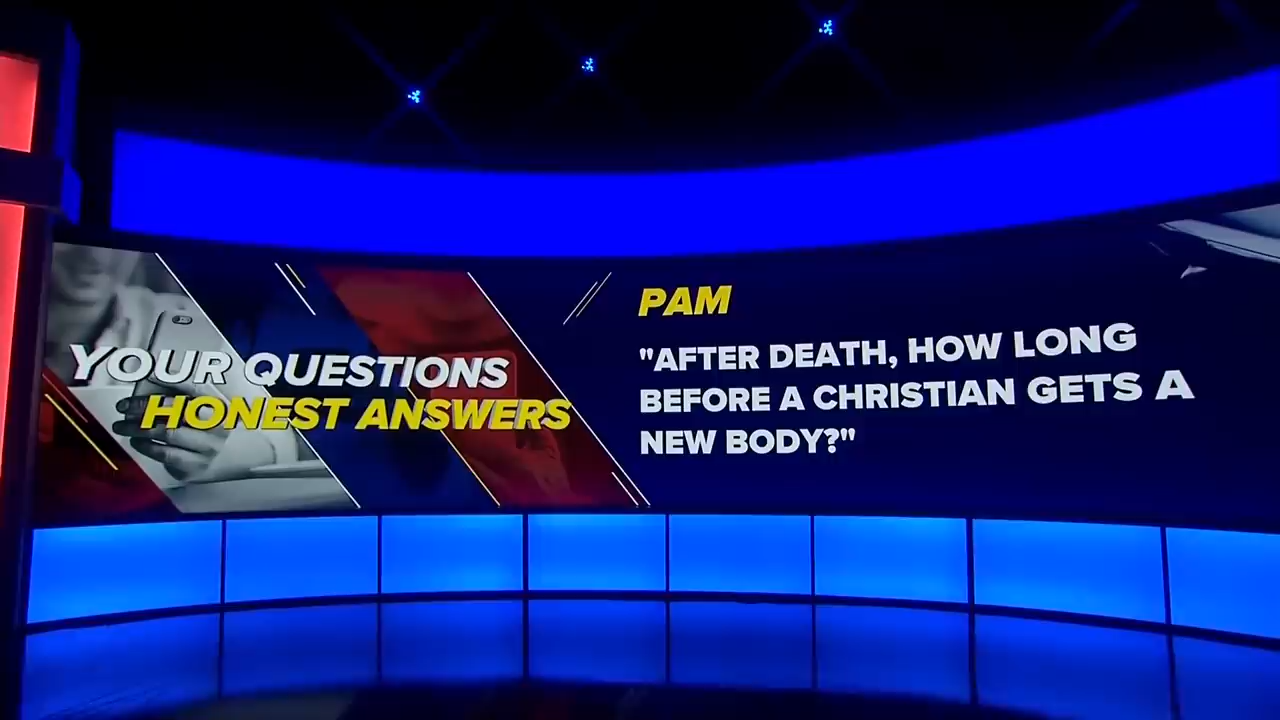 YOUR QUESTIONS
HONEST ANSWERS
PAM
"AFTER DEATH, HOW LONG
BEFORE A CHRISTIAN GETS A
NEW BODY?"